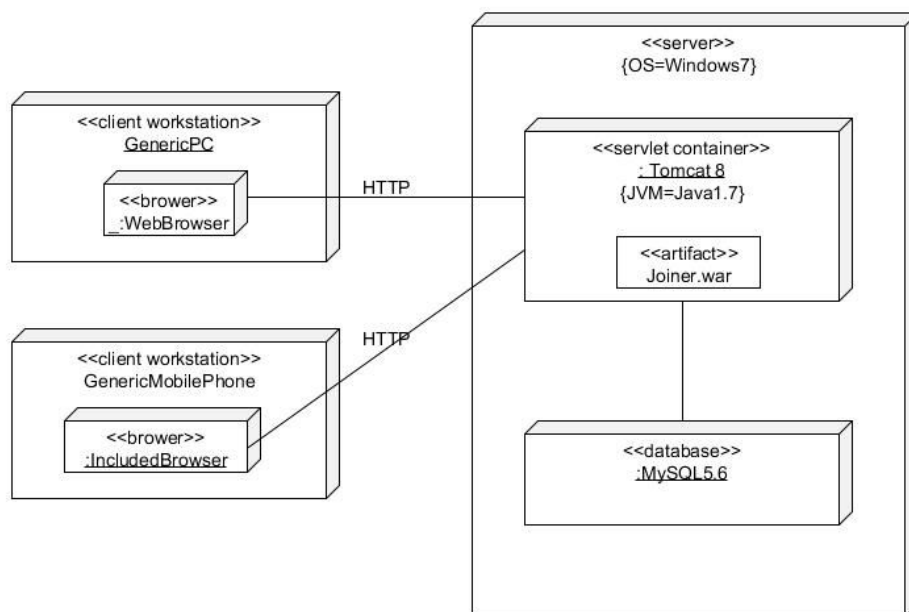 <<server>>
{OS=Windows7}
<<client workstation>>
GenericPC
<<brower>>
_:WebBrowser
HTTP
<<servlet container>>
: Tomcat 8
{JVM=Java1.7}
<<artifact>>
Joiner.war
HTTP
<<client workstation>>
GenericMobilePhone
<<brower>>
:IncludedBrowser
<<database>>
:MySQL5.6